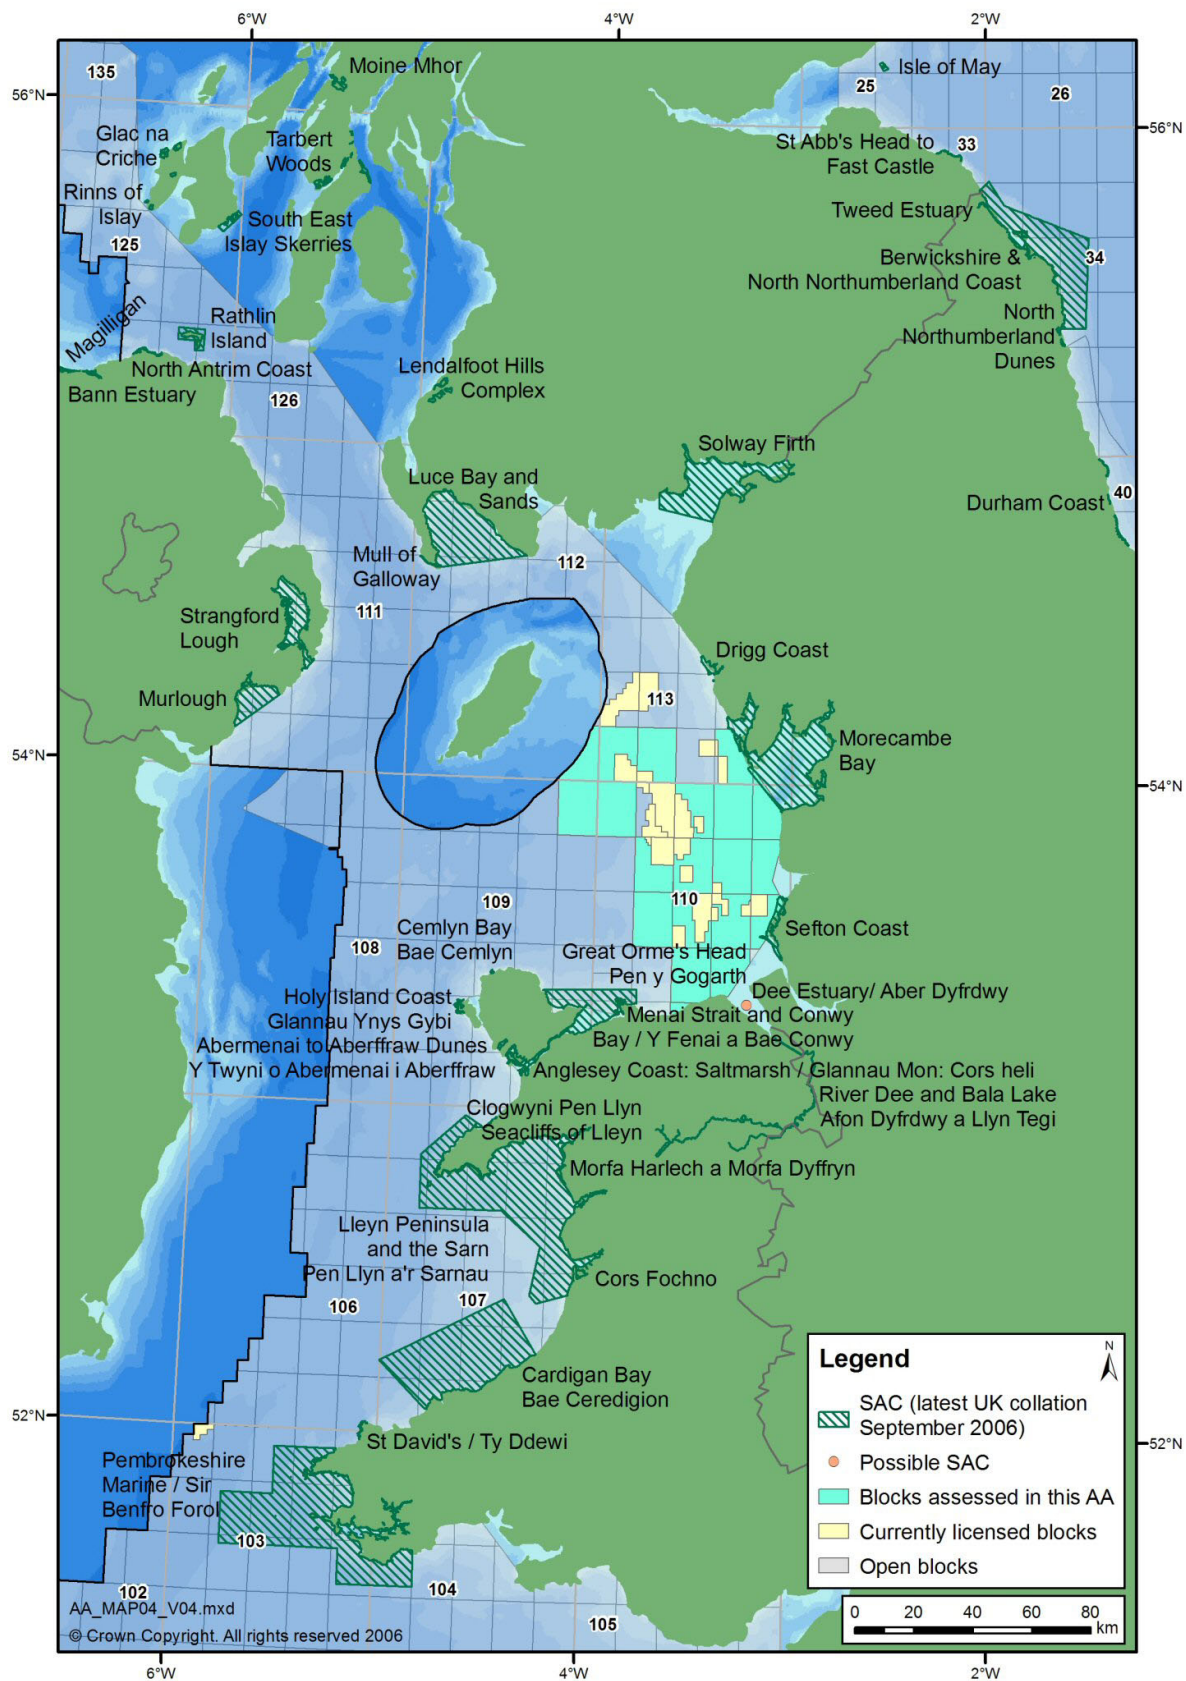 6°W
4°W
2°W
135
Moine Mhor
Isle of May
25
26
56°N
56°N
Glac na
Criche
Tarbert
Woods
St Abb's Head to
Fast Castle
33
Rinns of
Islay
South East
Islay Skerries
Tweed Estuary
125
Berwickshire &
North Northumberland Coast
34
Magilligan
Rathlin
Island
North
Northumberland
Dunes
North Antrim Coast
Bann Estuary
126
Lendalfoot Hills
Complex
Solway Firth
Luce Bay and
Sands
Durham Coast
40
Mull of
Galloway
112
111
Strangford
Lough
Drigg Coast
Murlough
113
54°N
Morecambe
Bay
54°N
109
110
Cemlyn Bay
Bae Cemlyn
108
Sefton Coast
Great Orme's Head
Pen y Gogarth
Holy Island Coast
Glannau Ynys Gybi
Dee Estuary/ Aber Dyfrdwy
Menai Strait and Conwy
Bay / Y Fenai a Bae Conwy
Abermenai to Aberffraw Dunes
Y Twyni o Abermenai i Aberffraw
Anglesey Coast: Saltmarsh / Glannau Mon: Cors heli
River Dee and Bala Lake
Afon Dyfrdwy a Llyn Tegi
Clogwyni Pen Llyn
Seacliffs of Lleyn
Morfa Harlech a Morfa Dyffryn
Lleyn Peninsula
and the Sarn
Pen Llyn a'r Sarnau
Cors Fochno
106
107
Cardigan Bay
Bae Ceredigion
52°N
52°N
St David's / Ty Ddewi
Pembrokeshire
Marine / Sir
Benfro Forol
103
102
104
105
AA_MAP04_V04.mxd
© Crown Copyright. All rights reserved 2006
Legend
N
SAC (latest UK collation
September 2006)
Possible SAC
Blocks assessed in this AA
Currently licensed blocks
Open blocks
0 20 40 60 80
km
6°W
4°W
2°W